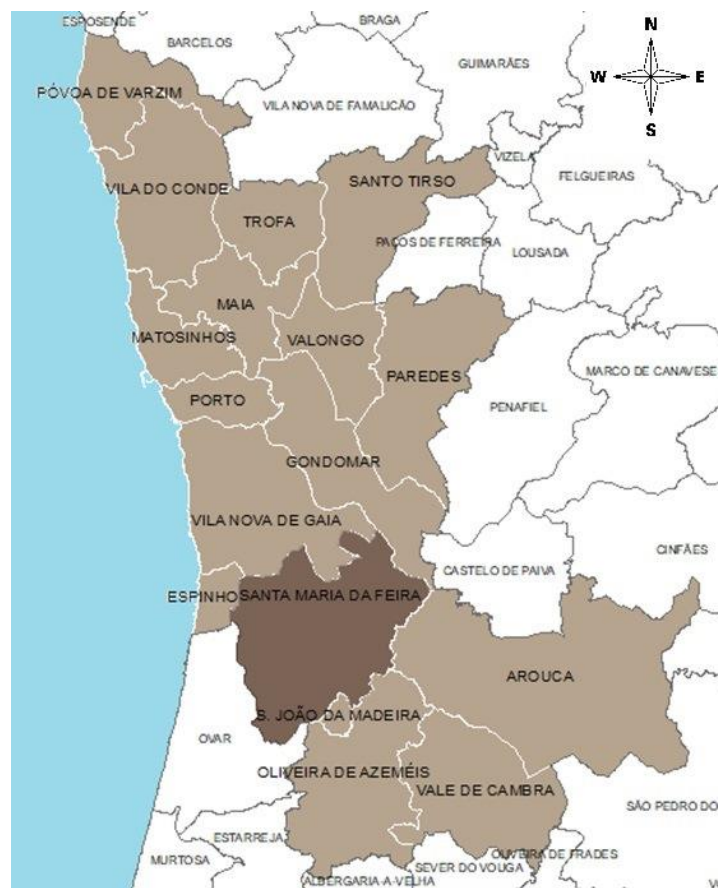 ESPOSENDE
BRAGA
BARCELOS
N
GUIMARÃES
W
E
PÓVOA DE VARZIM
VILA NOVA DE FAMALICÃO
S
VIZELA
FELGUEIRAS
SANTO TIRSO
VILA DO CONDE
TROFA
PAÇOS DE FERREIRA
LOUSADA
MAIA
MATOSINHOS
VALONGO
MARCO DE CANAVESE
PAREDES
PORTO
PENAFIEL
GONDOMAR
VILA NOVA DE GAIA
CINFÃES
CASTELO DE PAIVA
ESPINHO
SANTA MARIA DA FEIRA
AROUCA
S. JOÃO DA MADEIRA
OVAR
OLIVEIRA DE AZEMÉIS
VALE DE CAMBRA
SÃO PEDRO DO
ESTARREJA
OLIVEIRA DE FRADES
MURTOSA
SEVER DO VOUGA
ALBERGARIA-A-VELHA